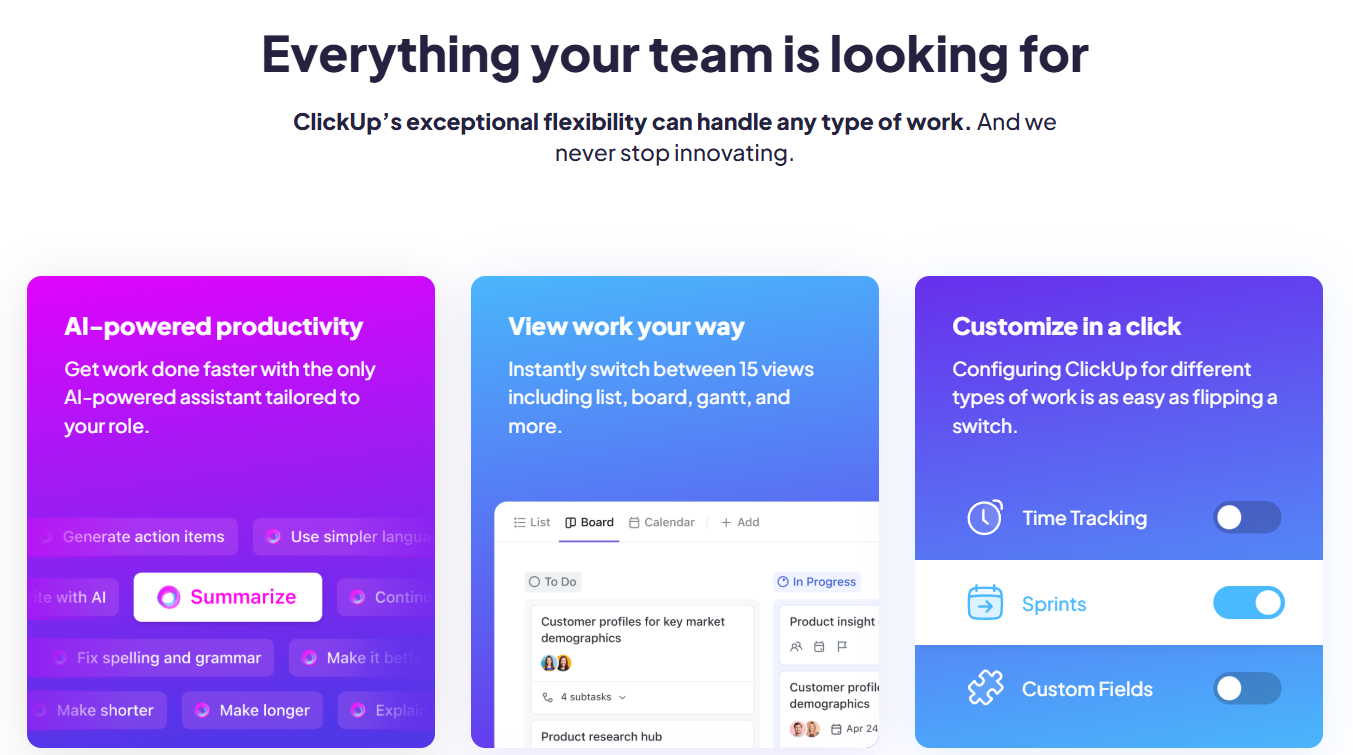 Everything your team is looking for
ClickUp’s exceptional flexibility can handle any type of work. And we
never stop innovating.
AI-powered productivity
Get work done faster with the only
AI-powered assistant tailored to
your role.
Generate action items
Use simpler langua
ite with AI
Summarize
Continu
Fix spelling and grammar
Make it bette
Make shorter
Make longer
Explain
View work your way
Instantly switch between 15 views
including list, board, gantt, and
more.
List Board Calendar + Add
To Do
Customer profiles for key market
demographics
4 subtasks
Product research hub
In Progress
Product insight
Customer profile
demographics
Apr 24
Customize in a click
Configuring ClickUp for different
types of work is as easy as flipping a
switch.
Time Tracking
Sprints
Custom Fields